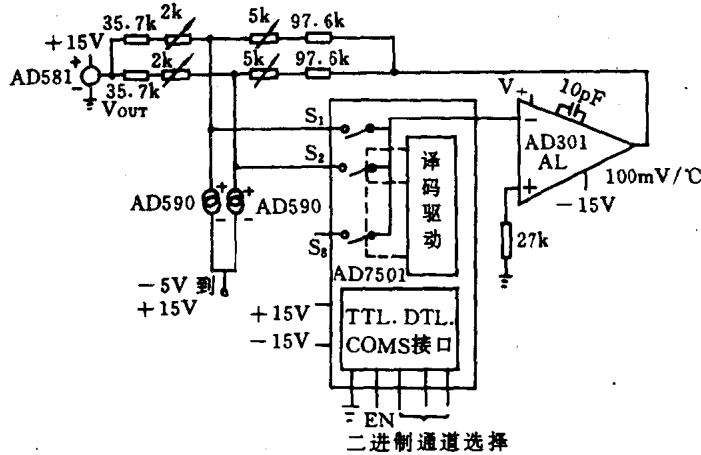 35.7k 2k 5k 97.6k
+15V
+
2k 5k 97.6k
AD581
-
35.7k
VOUT
V+
10pF
S1
-
AD301
AL
S2
译码驱动
100mV/℃
+
+
+
-15V
AD590
AD590
-
-
27k
S8
AD7501
-5V到
+15V
+15V
-15V
TTL. DTL.
COMS接口
EN
二进制通道选择